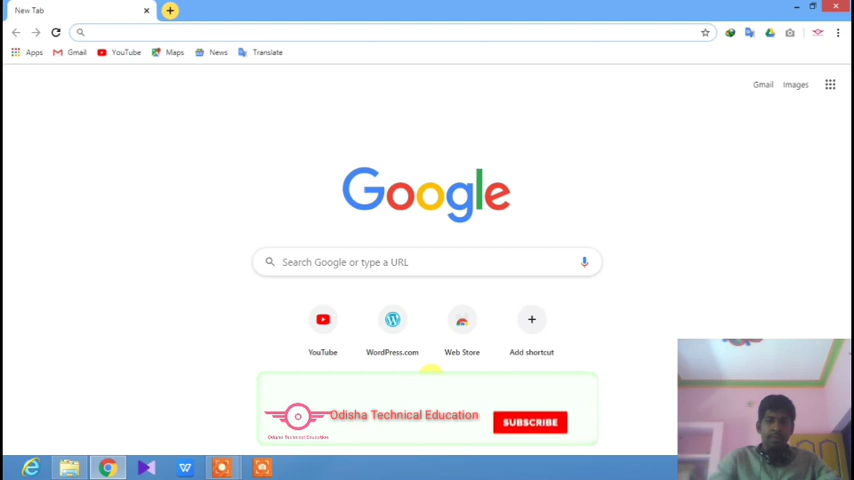 New Tab
Apps Gmail YouTube Maps News Translate
Gmail Images
Google
Search Google or type a URL
YouTube WordPress.com Web Store Add shortcut
Odisha Technical Education
Odisha Technical Education
SUBSCRIBE